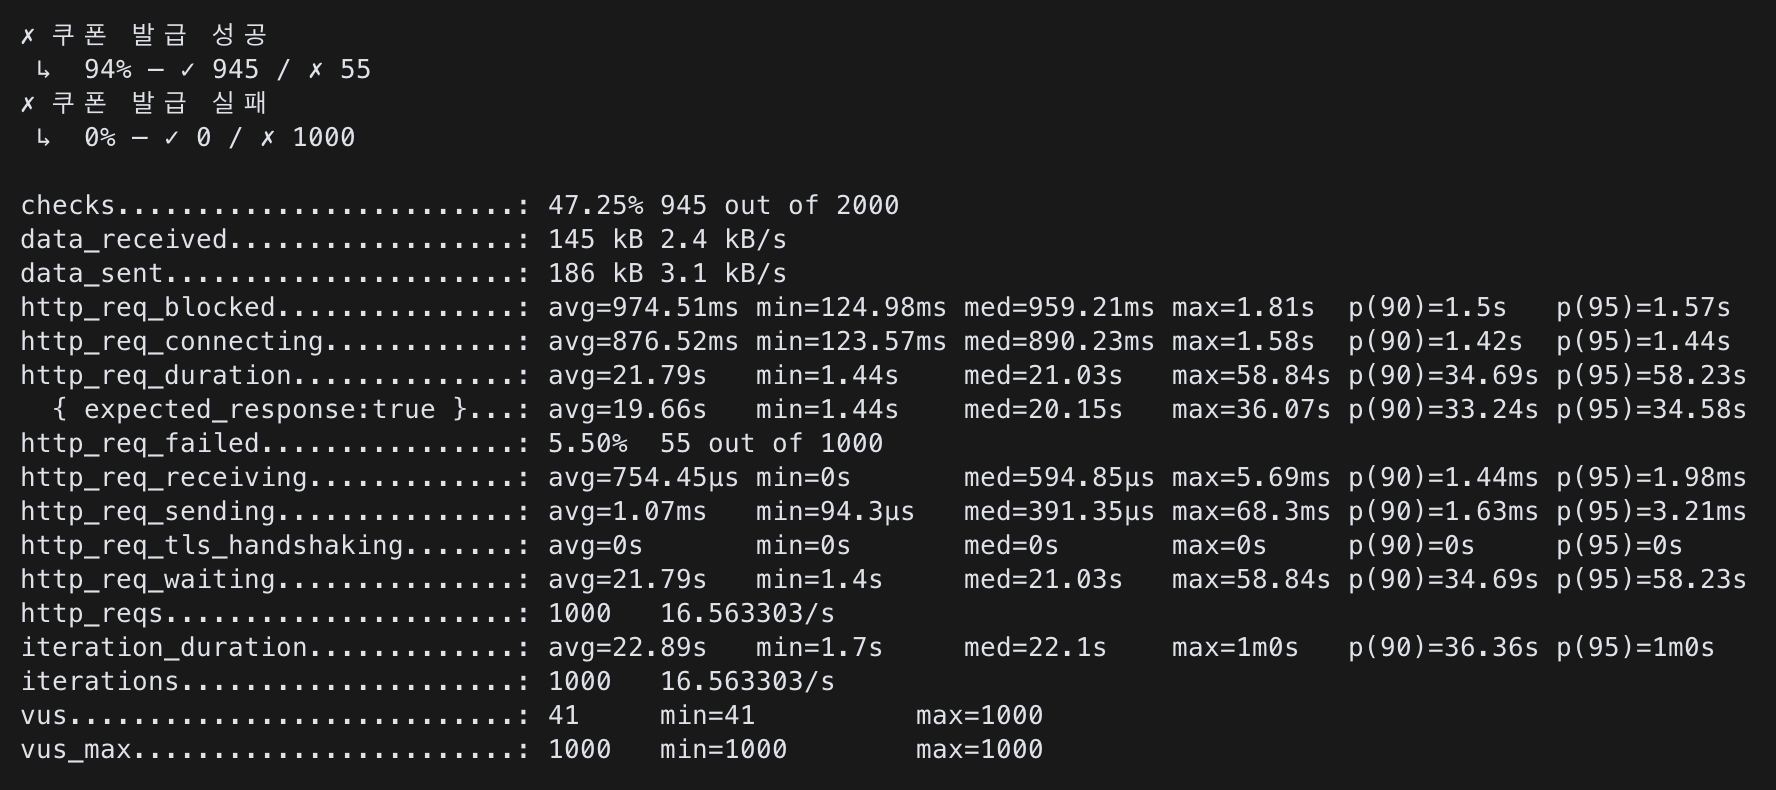 ✗ 쿠폰 발급 성공
 ↳  94% — ✓ 945 / ✗ 55
✗ 쿠폰 발급 실패
 ↳  0% — ✓ 0 / ✗ 1000

checks.........................: 47.25% 945 out of 2000
data_received..................: 145 kB 2.4 kB/s
data_sent......................: 186 kB 3.1 kB/s
http_req_blocked...............: avg=974.51ms min=124.98ms med=959.21ms max=1.81s  p(90)=1.5s   p(95)=1.57s
http_req_connecting............: avg=876.52ms min=123.57ms med=890.23ms max=1.58s  p(90)=1.42s  p(95)=1.44s
http_req_duration..............: avg=21.79s   min=1.44s    med=21.03s   max=58.84s p(90)=34.69s p(95)=58.23s
  { expected_response:true }...: avg=19.66s   min=1.44s    med=20.15s   max=36.07s p(90)=33.24s p(95)=34.58s
http_req_failed................: 5.50%  55 out of 1000
http_req_receiving.............: avg=754.45µs min=0s       med=594.85µs max=5.69ms p(90)=1.44ms p(95)=1.98ms
http_req_sending...............: avg=1.07ms   min=94.3µs   med=391.35µs max=68.3ms p(90)=1.63ms p(95)=3.21ms
http_req_tls_handshaking.......: avg=0s       min=0s       med=0s       max=0s     p(90)=0s     p(95)=0s
http_req_waiting...............: avg=21.79s   min=1.4s     med=21.03s   max=58.84s p(90)=34.69s p(95)=58.23s
http_reqs......................: 1000   16.563303/s
iteration_duration.............: avg=22.89s   min=1.7s     med=22.1s    max=1m0s   p(90)=36.36s p(95)=1m0s
iterations.....................: 1000   16.563303/s
vus............................: 41     min=41          max=1000
vus_max........................: 1000   min=1000        max=1000